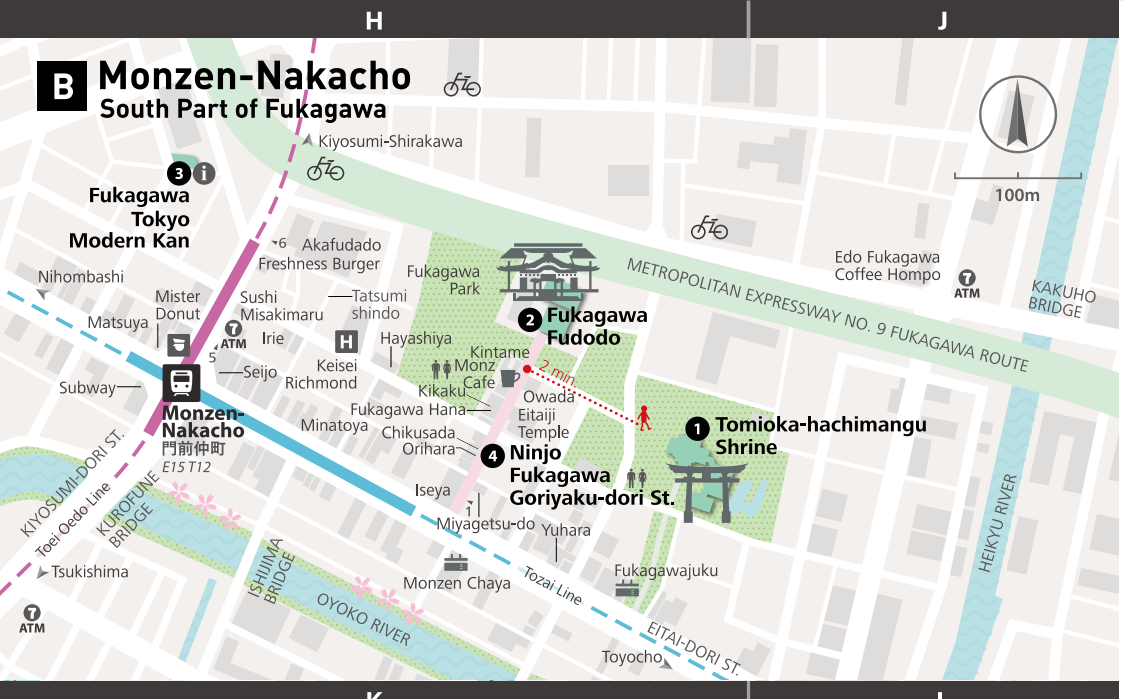 H
J
B
Monzen-Nakacho
South Part of Fukagawa
Kiyosumi-Shirakawa
3 i
Fukagawa
Tokyo
Modern Kan
100m
6
Akafudado
Freshness Burger
Nihombashi
Fukagawa
Park
Edo Fukagawa
Coffee Hompo
7
ATM
METROPOLITAN EXPRESSWAY NO. 9 FUKAGAWA ROUTE
KAKUHO
BRIDGE
Mister
Donut
Matsuya
Sushi
Misakimaru
Tatsumi
shindo
7
ATM
Irie
5
H
Keisei
Richmond
Hayashiya
2
Fukagawa
Fudodo
Kintame
Monz
Cafe
2 min.
Subway
Seijo
Kikaku
Fukagawa Hana
Owada
Eitaiji
Temple
Monzen-
Nakacho
門前仲町
E15 T12
Minatoya
Chikusada
Orihara
1
Tomioka-hachimangu
Shrine
4
Ninjo
Fukagawa
Goriyaku-dori St.
Iseya
1
Miyagetsu-do
Yuhara
KIYOSUMI-DORI ST.
Toei Oedo Line
KUROFUNE
BRIDGE
Tsukishima
ISHIJIMA
BRIDGE
Monzen Chaya
Tozai Line
Fukagawajuku
HEIKYU RIVER
7
ATM
OYOKO RIVER
EITAI-DORI ST.
Toyocho
K
L